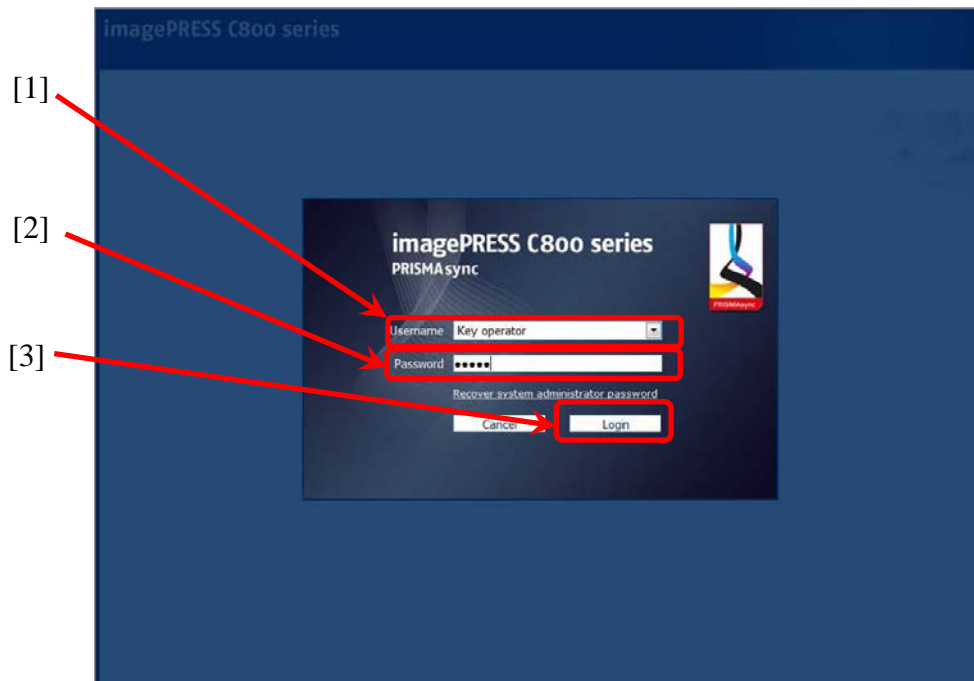 imagePRESS C800 series
[1]
[2]
imagePRESS C800 series
PRISMAsync
PRISMAsync
Username Key operator
[3]
Password •••••
Recover system administrator password
Cancel Login